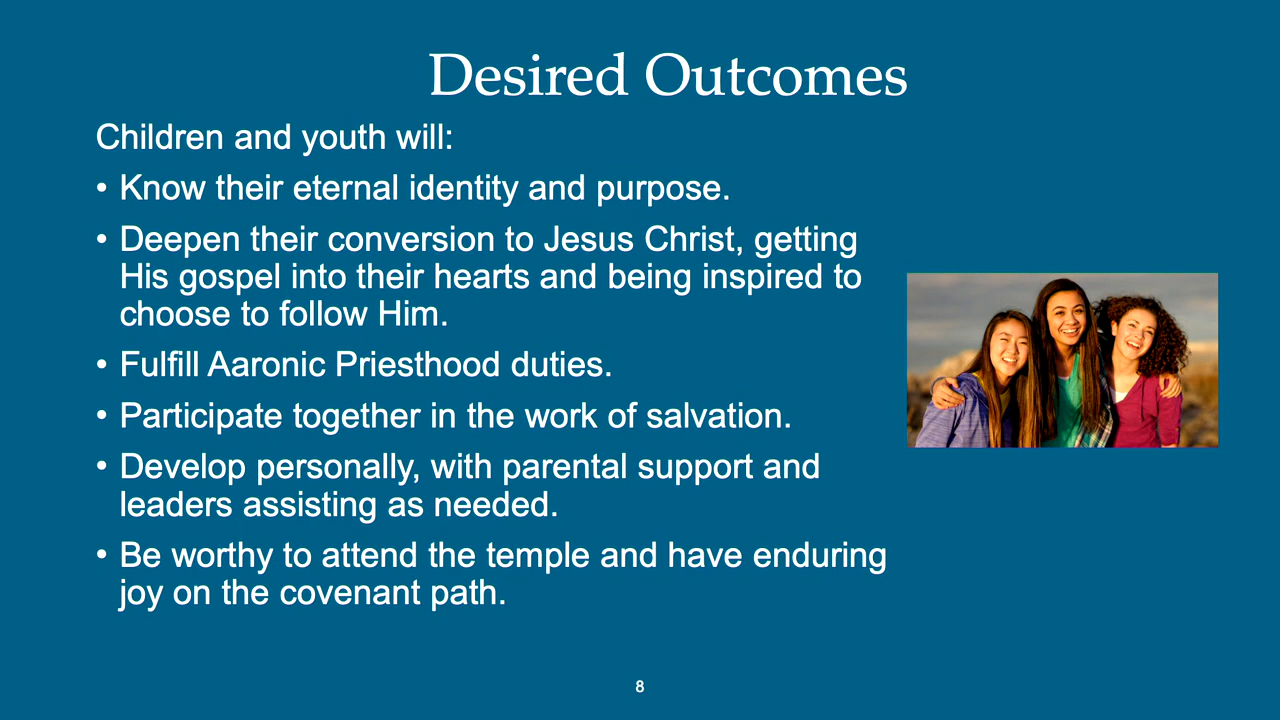 Desired Outcomes
Children and youth will:
• Know their eternal identity and purpose.
• Deepen their conversion to Jesus Christ, getting
His gospel into their hearts and being inspired to
choose to follow Him.
• Fulfill Aaronic Priesthood duties.
• Participate together in the work of salvation.
• Develop personally, with parental support and
leaders assisting as needed.
• Be worthy to attend the temple and have enduring
joy on the covenant path.
8